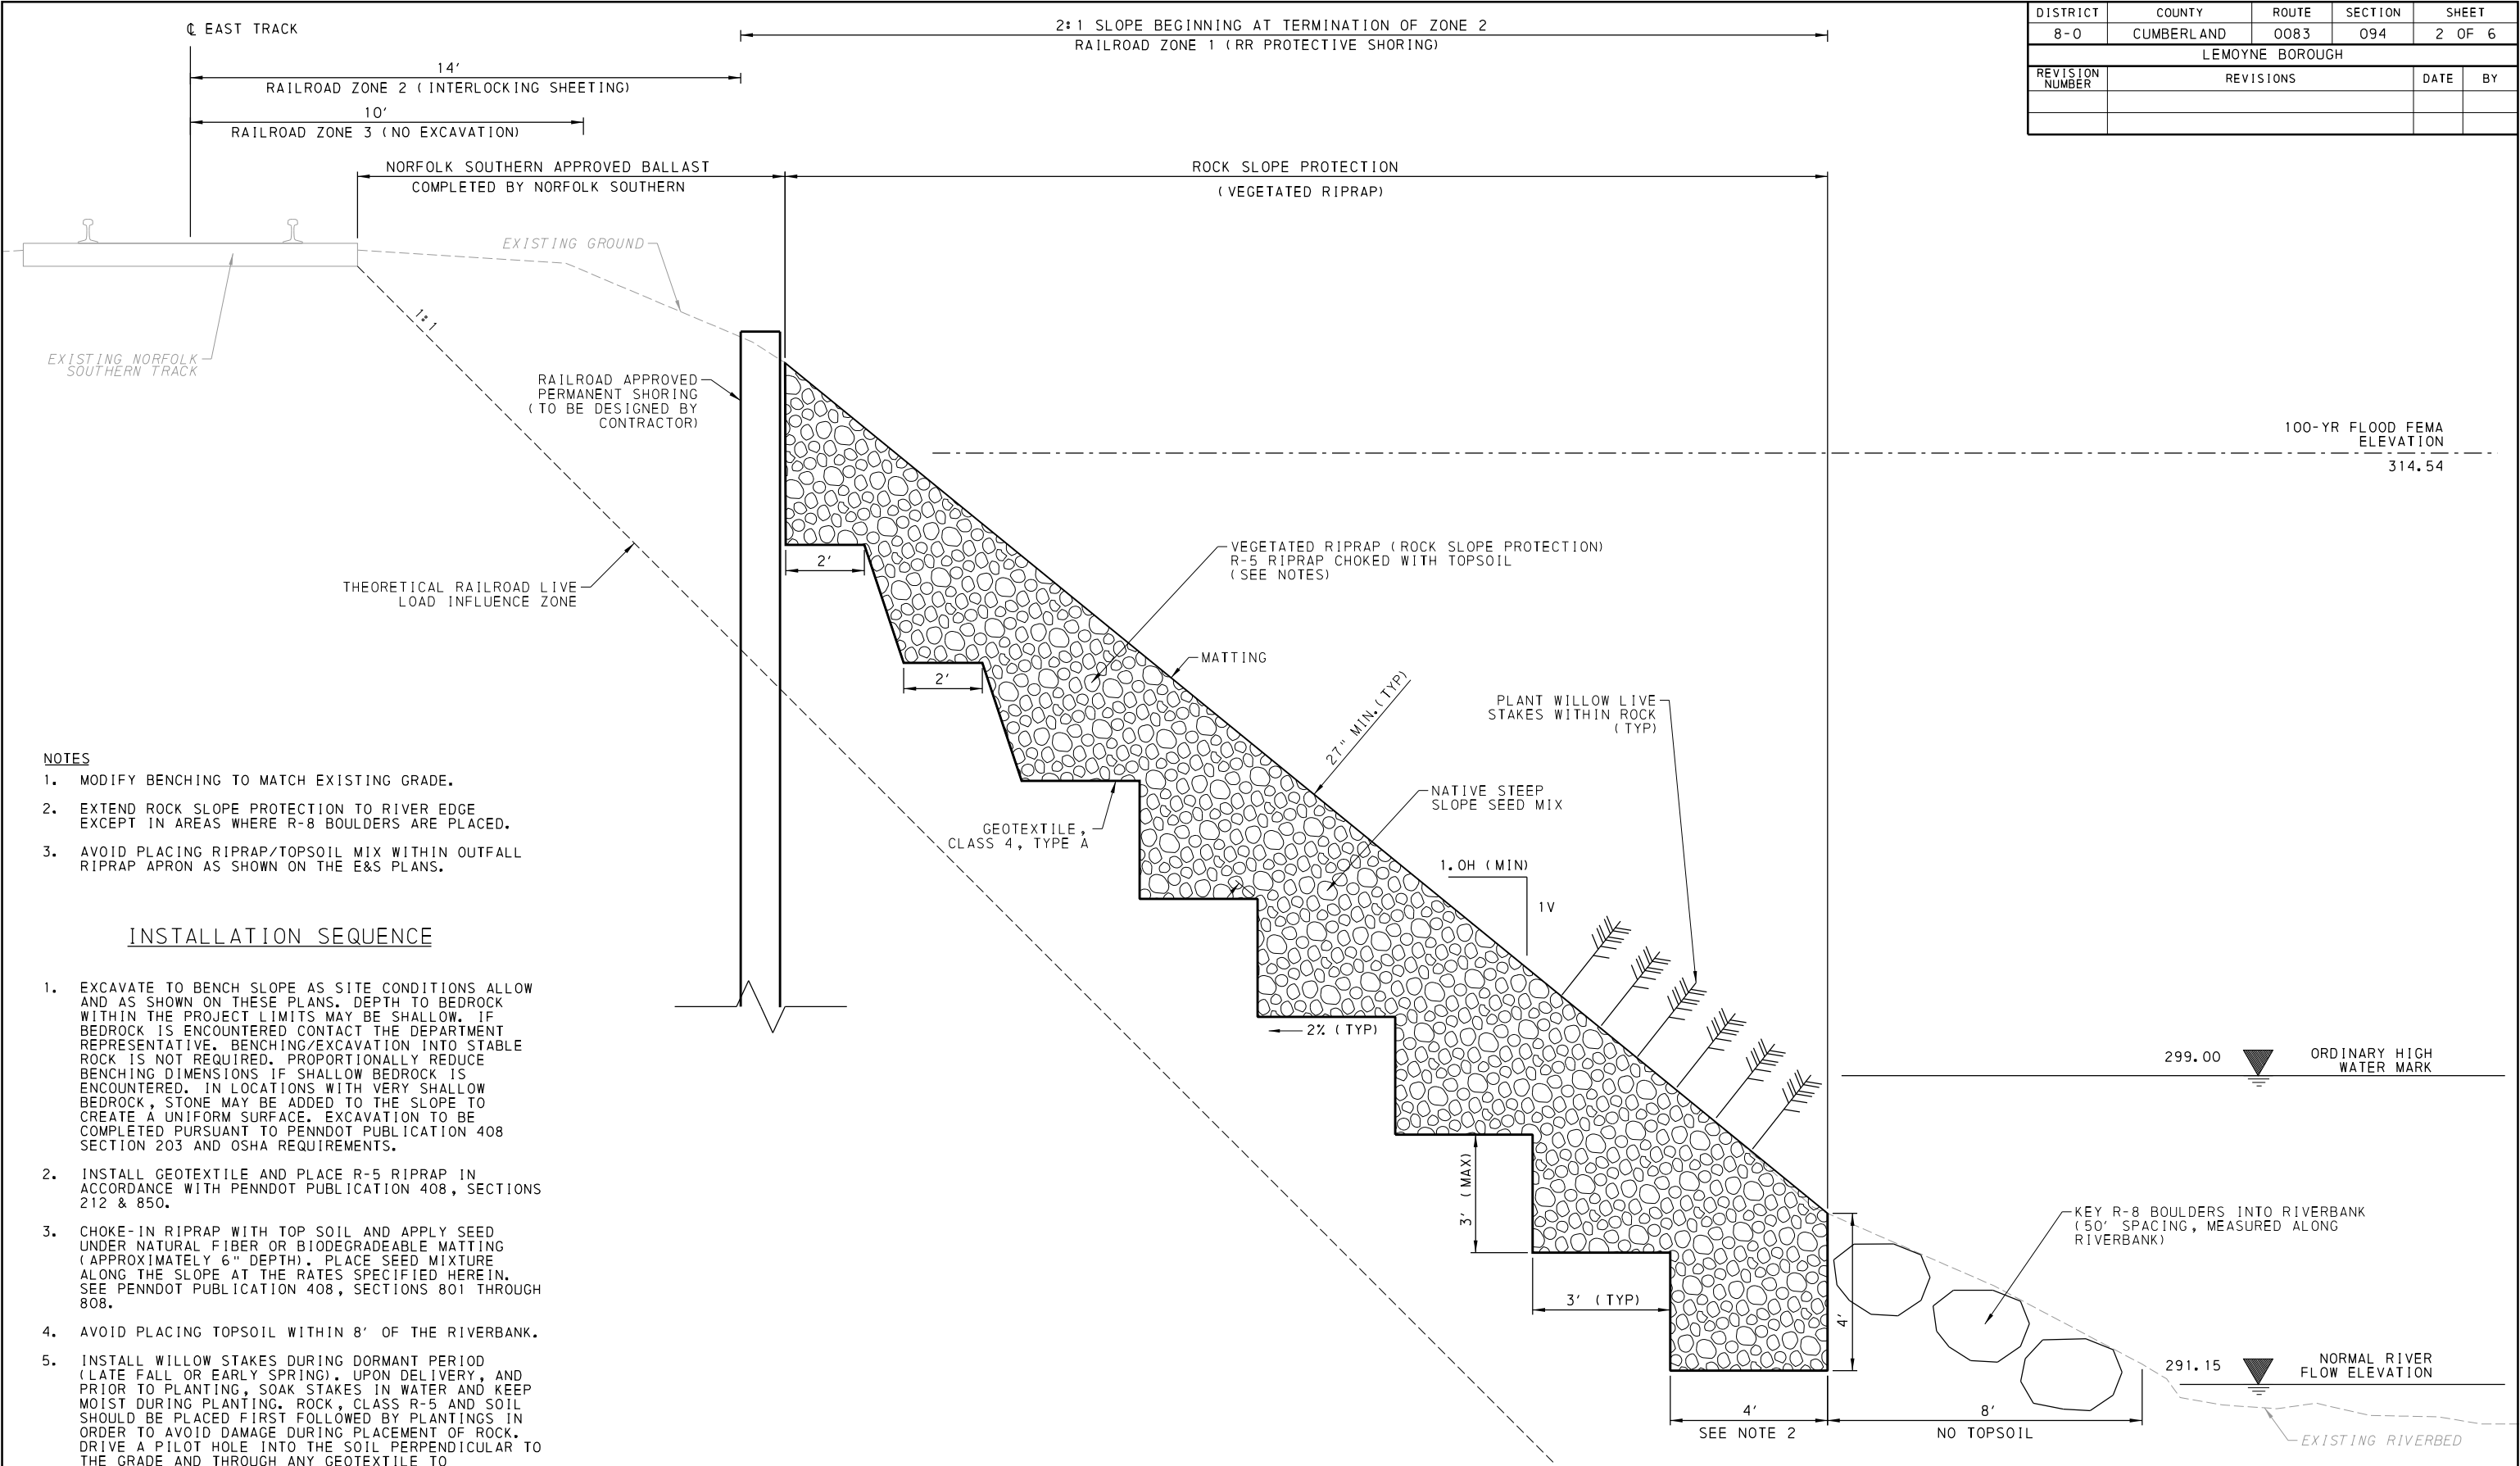 ℄ EAST TRACK
2:1 SLOPE BEGINNING AT TERMINATION OF ZONE 2
RAILROAD ZONE 1 (RR PROTECTIVE SHORING)
14'
RAILROAD ZONE 2 (INTERLOCKING SHEETING)
10'
RAILROAD ZONE 3 (NO EXCAVATION)
NORFOLK SOUTHERN APPROVED BALLAST
COMPLETED BY NORFOLK SOUTHERN
ROCK SLOPE PROTECTION
(VEGETATED RIPRAP)
DISTRICT COUNTY ROUTE SECTION SHEET
8-0 CUMBERLAND 0083 094 2 OF 6
LEMOYNE BOROUGH
REVISION NUMBER REVISIONS DATE BY
EXISTING GROUND
1:1
EXISTING NORFOLK
SOUTHERN TRACK
RAILROAD APPROVED
PERMANENT SHORING
(TO BE DESIGNED BY
CONTRACTOR)
100-YR FLOOD FEMA
ELEVATION
314.54
2'
THEORETICAL RAILROAD LIVE
LOAD INFLUENCE ZONE
VEGETATED RIPRAP (ROCK SLOPE PROTECTION)
R-5 RIPRAP CHOKED WITH TOPSOIL
(SEE NOTES)
2'
MATTING
27" MIN.(TYP)
PLANT WILLOW LIVE
STAKES WITHIN ROCK
(TYP)
NATIVE STEEP
SLOPE SEED MIX
GEOTEXTILE,
CLASS 4, TYPE A
1.0H (MIN)
1V
2% (TYP)
299.00
ORDINARY HIGH
WATER MARK
3' (MAX)
3' (TYP)
KEY R-8 BOULDERS INTO RIVERBANK
(50' SPACING, MEASURED ALONG
RIVERBANK)
4'
291.15
NORMAL RIVER
FLOW ELEVATION
4'
SEE NOTE 2
8'
NO TOPSOIL
EXISTING RIVERBED
NOTES
1. MODIFY BENCHING TO MATCH EXISTING GRADE.
2. EXTEND ROCK SLOPE PROTECTION TO RIVER EDGE
EXCEPT IN AREAS WHERE R-8 BOULDERS ARE PLACED.
3. AVOID PLACING RIPRAP/TOPSOIL MIX WITHIN OUTFALL
RIPRAP APRON AS SHOWN ON THE E&S PLANS.
INSTALLATION SEQUENCE
1. EXCAVATE TO BENCH SLOPE AS SITE CONDITIONS ALLOW
AND AS SHOWN ON THESE PLANS. DEPTH TO BEDROCK
WITHIN THE PROJECT LIMITS MAY BE SHALLOW. IF
BEDROCK IS ENCOUNTERED CONTACT THE DEPARTMENT
REPRESENTATIVE. BENCHING/EXCAVATION INTO STABLE
ROCK IS NOT REQUIRED. PROPORTIONALLY REDUCE
BENCHING DIMENSIONS IF SHALLOW BEDROCK IS
ENCOUNTERED. IN LOCATIONS WITH VERY SHALLOW
BEDROCK, STONE MAY BE ADDED TO THE SLOPE TO
CREATE A UNIFORM SURFACE. EXCAVATION TO BE
COMPLETED PURSUANT TO PENNDOT PUBLICATION 408
SECTION 203 AND OSHA REQUIREMENTS.
2. INSTALL GEOTEXTILE AND PLACE R-5 RIPRAP IN
ACCORDANCE WITH PENNDOT PUBLICATION 408, SECTIONS
212 & 850.
3. CHOKE-IN RIPRAP WITH TOP SOIL AND APPLY SEED
UNDER NATURAL FIBER OR BIODEGRADEABLE MATTING
(APPROXIMATELY 6" DEPTH). PLACE SEED MIXTURE
ALONG THE SLOPE AT THE RATES SPECIFIED HEREIN.
SEE PENNDOT PUBLICATION 408, SECTIONS 801 THROUGH
808.
4. AVOID PLACING TOPSOIL WITHIN 8' OF THE RIVERBANK.
5. INSTALL WILLOW STAKES DURING DORMANT PERIOD
(LATE FALL OR EARLY SPRING). UPON DELIVERY, AND
PRIOR TO PLANTING, SOAK STAKES IN WATER AND KEEP
MOIST DURING PLANTING. ROCK, CLASS R-5 AND SOIL
SHOULD BE PLACED FIRST FOLLOWED BY PLANTINGS IN
ORDER TO AVOID DAMAGE DURING PLACEMENT OF ROCK.
DRIVE A PILOT HOLE INTO THE SOIL PERPENDICULAR TO
THE GRADE AND THROUGH ANY GEOTEXTILE TO